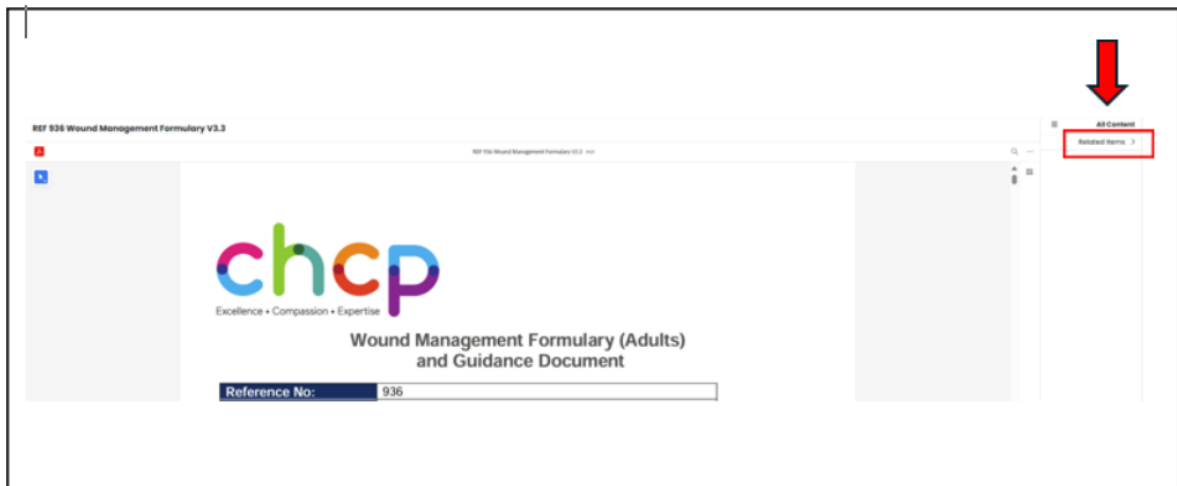 REF 936 Wound Management Formulary V3.3
All Content
Related Items >
REF 936 Wound Management Formulary V3.3
chcp
Excellence • Compassion • Expertise
Wound Management Formulary (Adults)
and Guidance Document
Reference No: 936